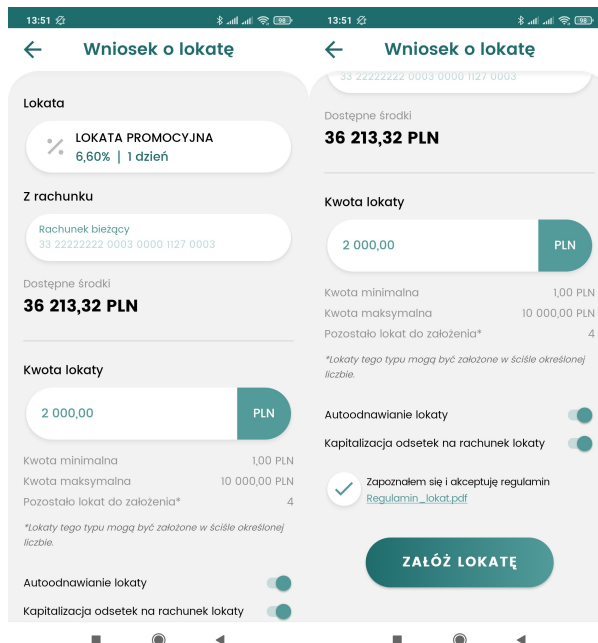 13:51
98
Wniosek o lokatę
Lokata
LOKATA PROMOCYJNA
6,60% | 1 dzień
Z rachunku
Rachunek bieżący
33 22222222 0003 0000 1127 0003
Dostępne środki
36 213,32 PLN
Kwota lokaty
2 000,00 PLN
Kwota minimalna 1,00 PLN
Kwota maksymalna 10 000,00 PLN
Pozostało lokat do założenia* 4
*Lokaty tego typu mogą być założone w ściśle określonej
liczbie.
Autoodnawianie lokaty
Kapitalizacja odsetek na rachunek lokaty
13:51
98
Wniosek o lokatę
33 22222222 0003 0000 1127 0003
Dostępne środki
36 213,32 PLN
Kwota lokaty
2 000,00 PLN
Kwota minimalna 1,00 PLN
Kwota maksymalna 10 000,00 PLN
Pozostało lokat do założenia* 4
*Lokaty tego typu mogą być założone w ściśle określonej
liczbie.
Autoodnawianie lokaty
Kapitalizacja odsetek na rachunek lokaty
Zapoznałem się i akceptuję regulamin
Regulamin_lokat.pdf
ZAŁÓŻ LOKATĘ